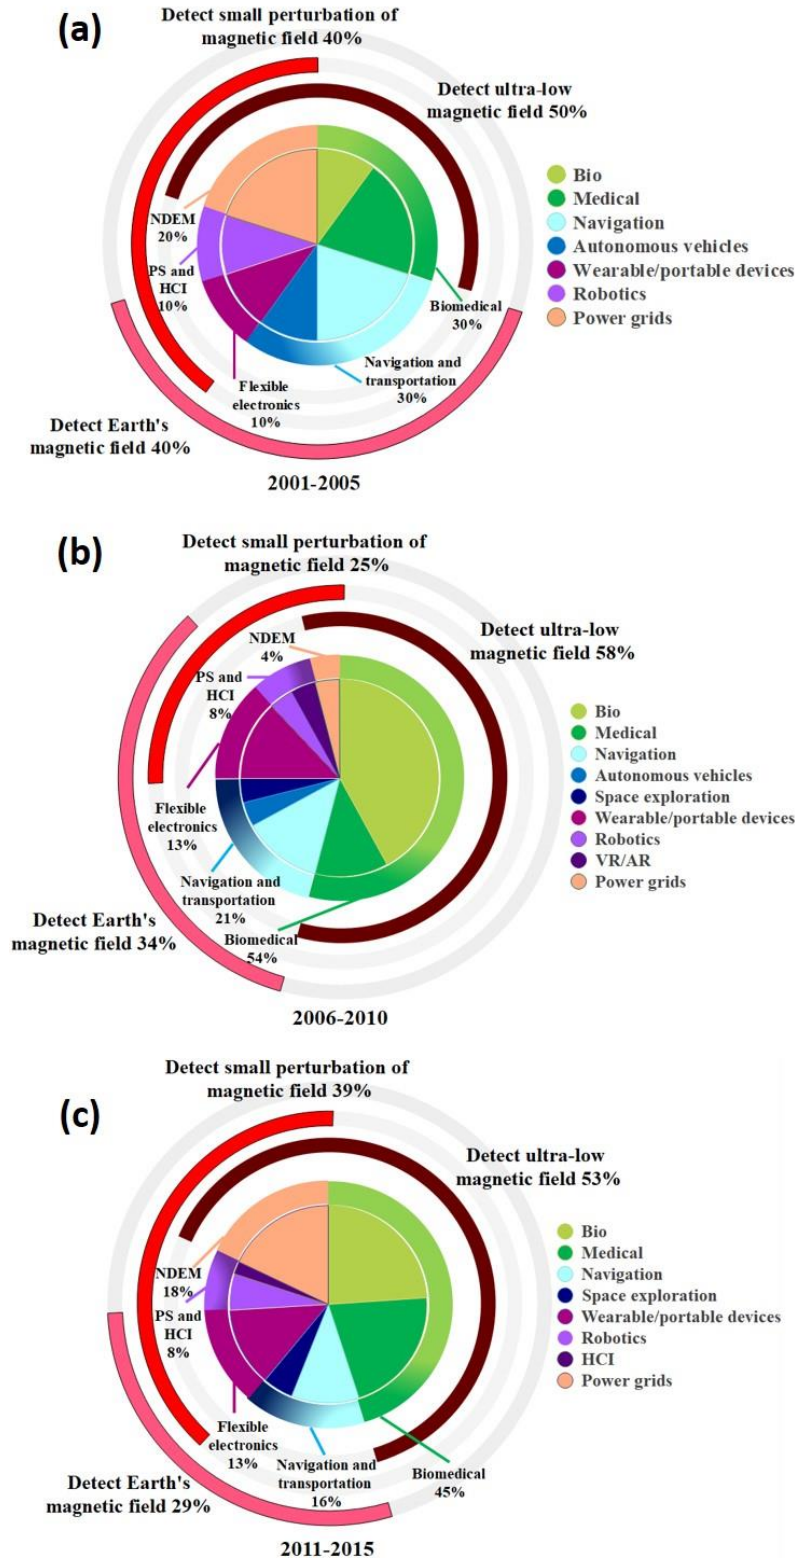 (a)
Detect small perturbation of
magnetic field 40%
Detect ultra-low
magnetic field 50%
NDEM
20%
PS and
HCI
10%
Flexible
electronics
10%
Navigation and
transportation
30%
Biomedical
30%
Detect Earth's
magnetic field 40%
Bio
Medical
Navigation
Autonomous vehicles
Wearable/portable devices
Robotics
Power grids
2001-2005
(b)
Detect small perturbation of
magnetic field 25%
Detect ultra-low
magnetic field 58%
NDEM
4%
PS and
HCI
8%
Flexible
electronics
13%
Navigation and
transportation
21%
Biomedical
54%
Detect Earth's
magnetic field 34%
Bio
Medical
Navigation
Autonomous vehicles
Space exploration
Wearable/portable devices
Robotics
VR/AR
Power grids
2006-2010
(c)
Detect small perturbation of
magnetic field 39%
Detect ultra-low
magnetic field 53%
NDEM
18%
PS and
HCI
8%
Flexible
electronics
13%
Navigation and
transportation
16%
Biomedical
45%
Detect Earth's
magnetic field 29%
Bio
Medical
Navigation
Space exploration
Wearable/portable devices
Robotics
HCI
Power grids
2011-2015